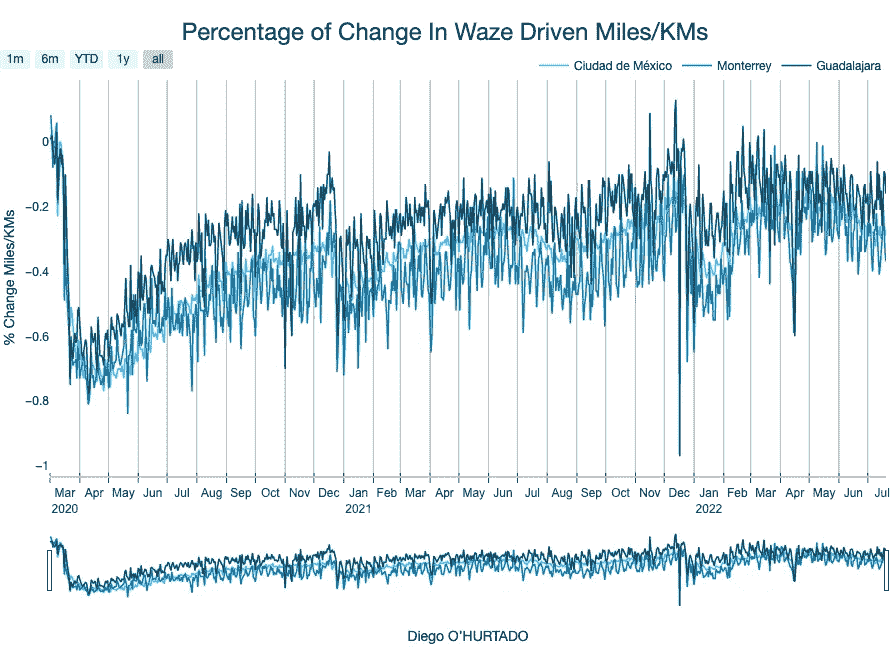 Percentage of Change In Waze Driven Miles/KMs
1m 6m YTD 1y all
Ciudad de México Monterrey Guadalajara
% Change Miles/KMs
0
−0.2
−0.4
−0.6
−0.8
−1
Mar Apr May Jun Jul Aug Sep Oct Nov Dec Jan Feb Mar Apr May Jun Jul Aug Sep Oct Nov Dec Jan Feb Mar Apr May Jun Jul
2020 2021 2022
Diego O'HURTADO